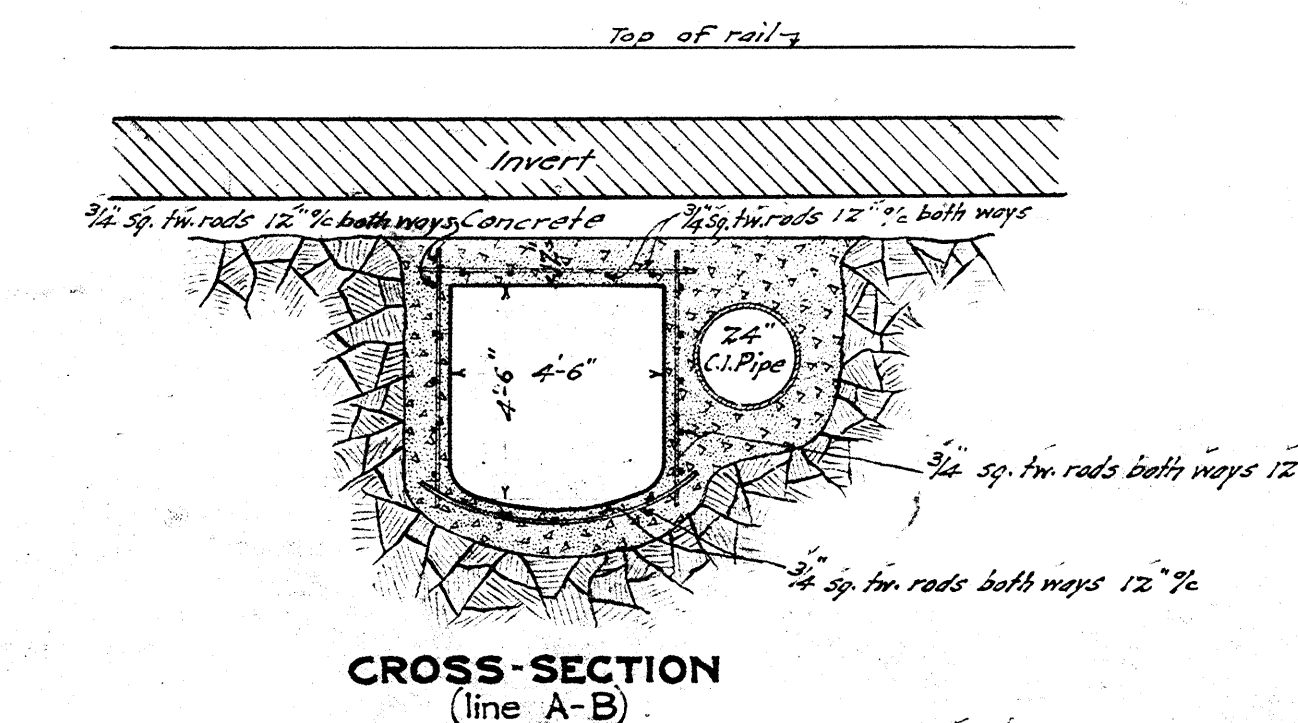 Top of rail
Invert
3/4" sq. tw. rods 12" o/c both ways
Concrete
3/4" sq. tw. rods 12" o/c both ways
12"
24"
C.I. Pipe
4'-6"
4'-6"
3/4" sq. tw. rods both ways 12
3/4" sq. tw. rods both ways 12" o/c
CROSS-SECTION
(line A-B)